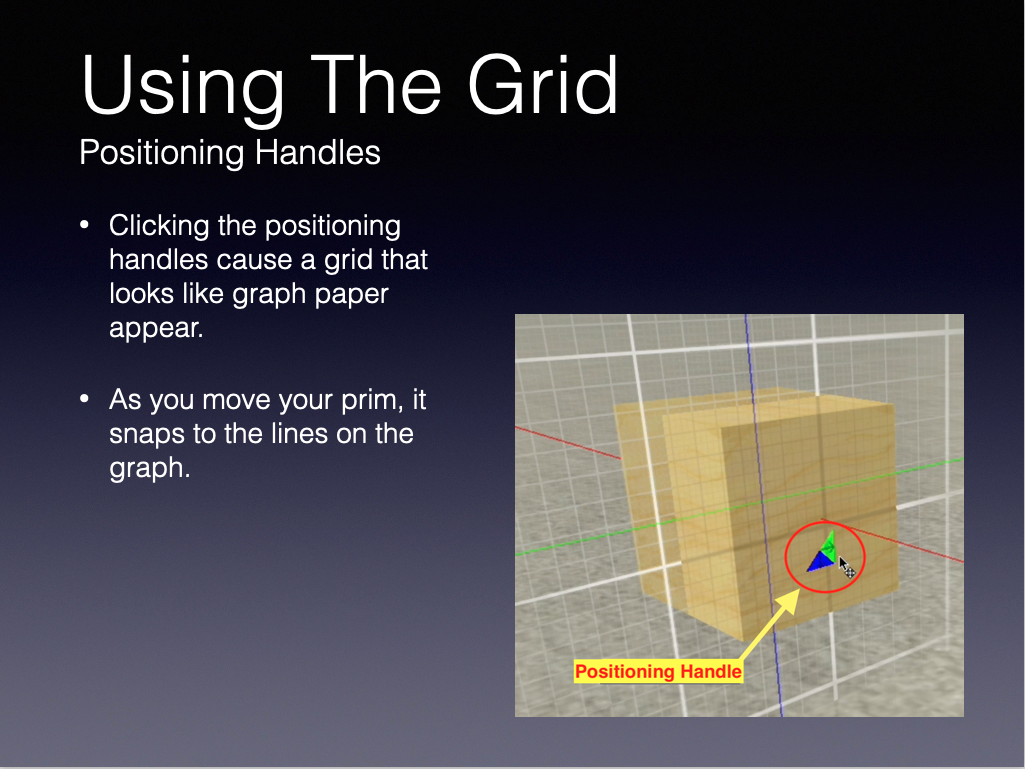 Using The Grid
Positioning Handles
• Clicking the positioning
handles cause a grid that
looks like graph paper
appear.
• As you move your prim, it
snaps to the lines on the
graph.
Positioning Handle